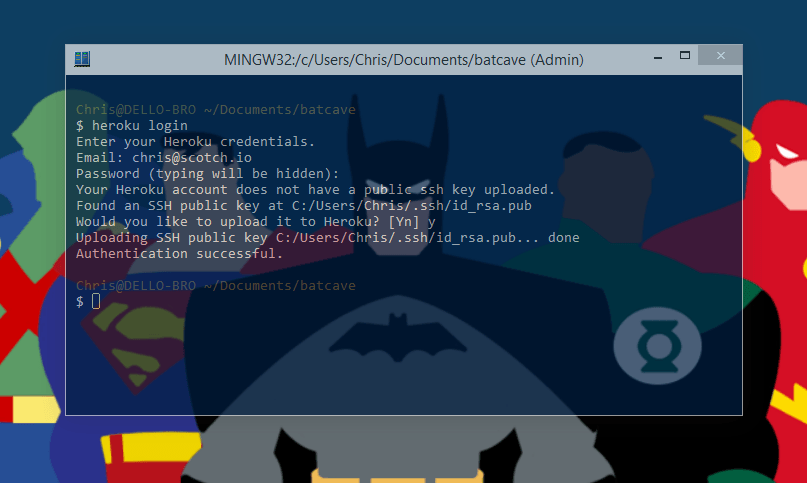 MINGW32:/c/Users/Chris/Documents/batcave (Admin)
Chris@DELLO-BRO ~/Documents/batcave
$ heroku login
Enter your Heroku credentials.
Email: chris@scotch.io
Password (typing will be hidden):
Your Heroku account does not have a public ssh key uploaded.
Found an SSH public key at C:/Users/Chris/.ssh/id_rsa.pub
Would you like to upload it to Heroku? [Yn] y
Uploading SSH public key C:/Users/Chris/.ssh/id_rsa.pub... done
Authentication successful.
Chris@DELLO-BRO ~/Documents/batcave
$